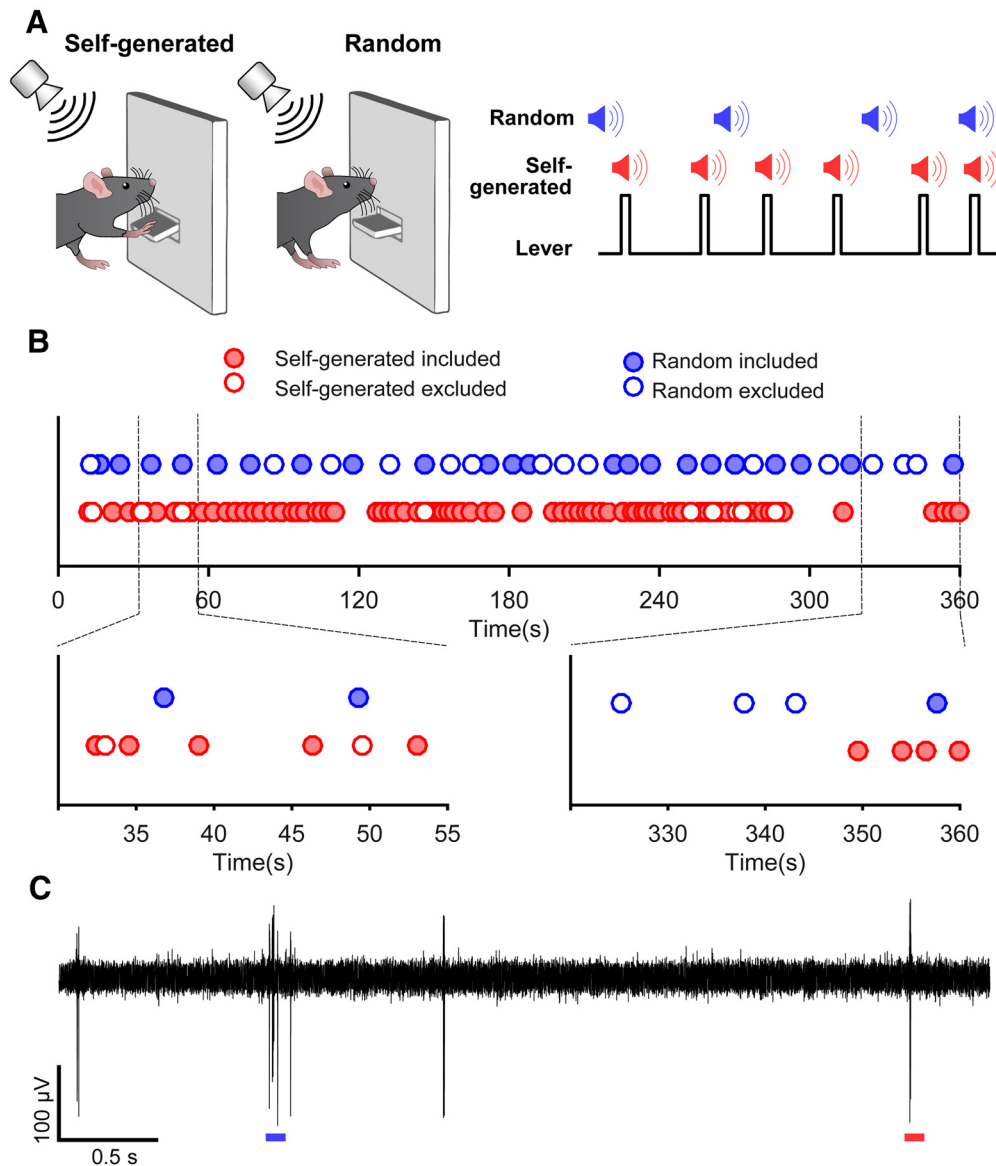 A
Self-generated Random
Random
Self-
generated
Lever
B
Self-generated included
Self-generated excluded
Random included
Random excluded
0 60 120 180 240 300 360
Time(s)
35 40 45 50 55
Time(s)
330 340 350 360
Time(s)
C
100 µV
0.5 s